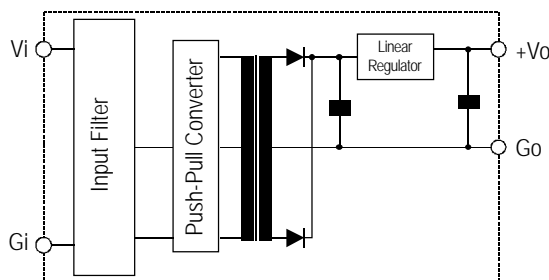 Vi
Gi
Input Filter
Push-Pull Converter
Linear
Regulator
+Vo
Go